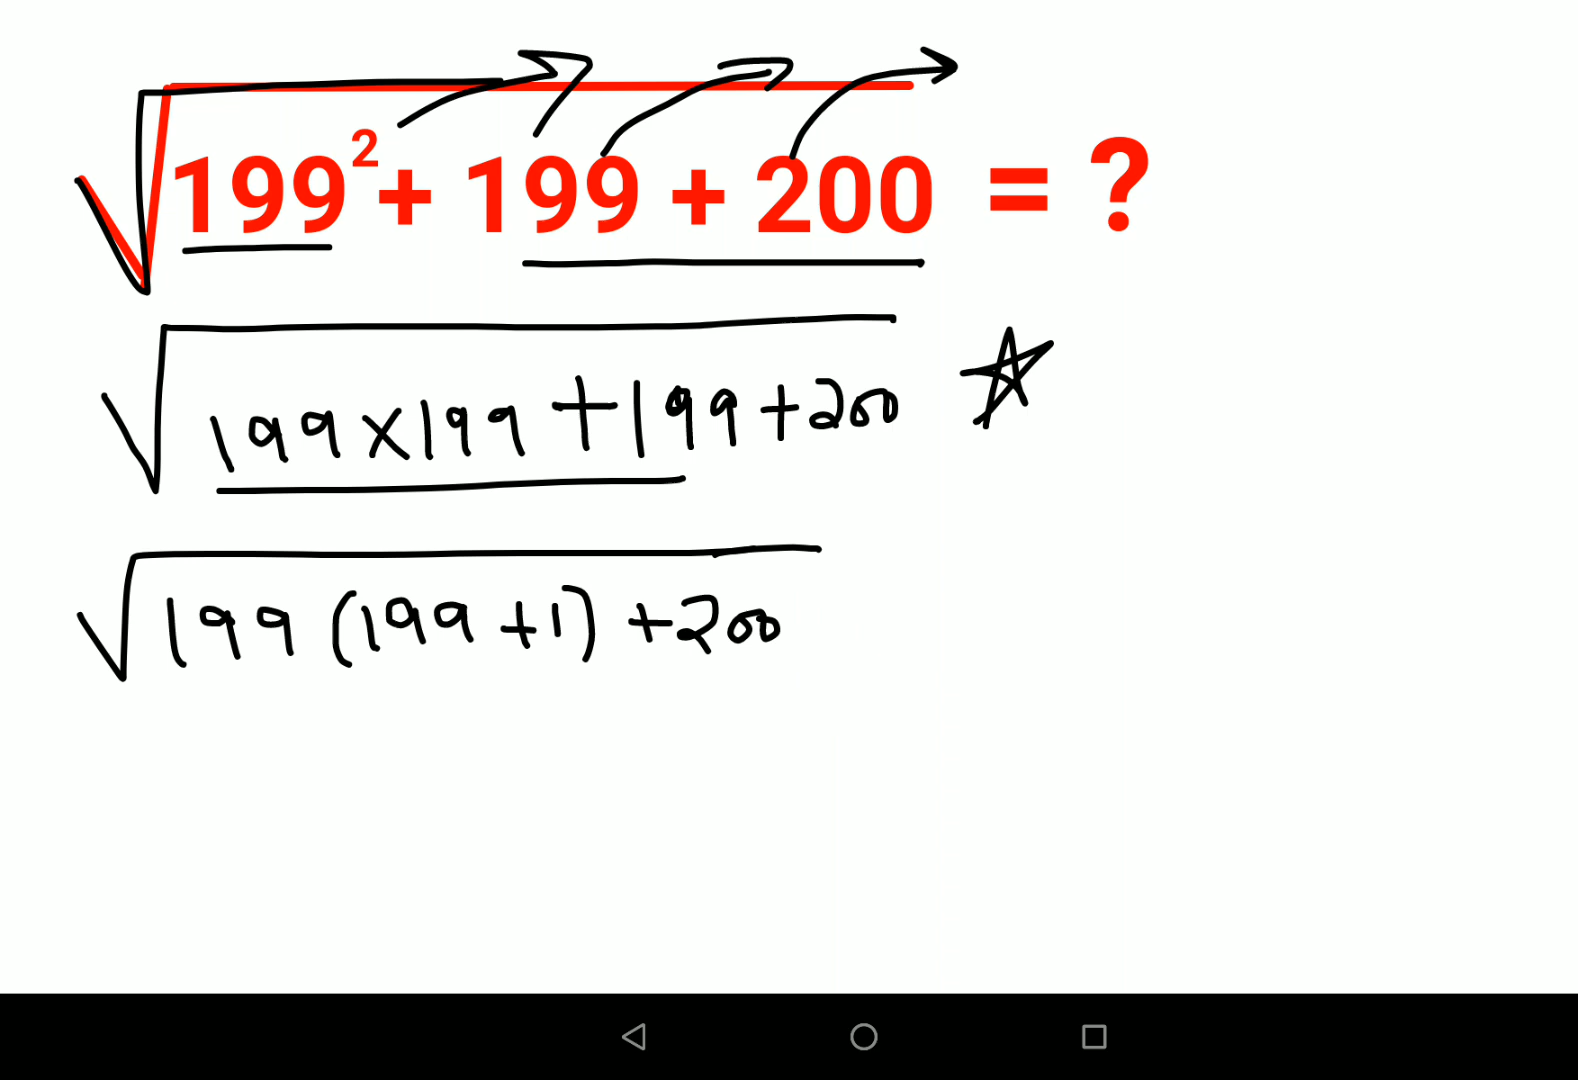 √199² + 199 + 200 = ?
√199×199 + 199 + 200
√199 (199 + 1) + 200